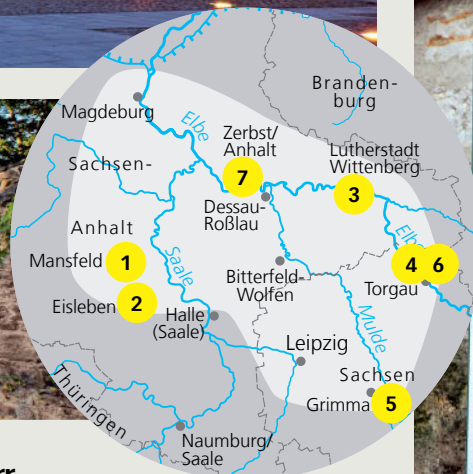 Branden-
burg
Magdeburg
Elbe
Zerbst/
Anhalt
Lutherstadt
Wittenberg
Sachsen-
7
3
Dessau-
Roßlau
Anhalt
Saale
Elbe
Mansfeld 1
4 6
Bitterfeld-
Wolfen
Torgau
Eisleben 2
Halle
(Saale)
Mulde
Leipzig
Sachsen
Thüringen
Grimma 5
Naumburg/
Saale